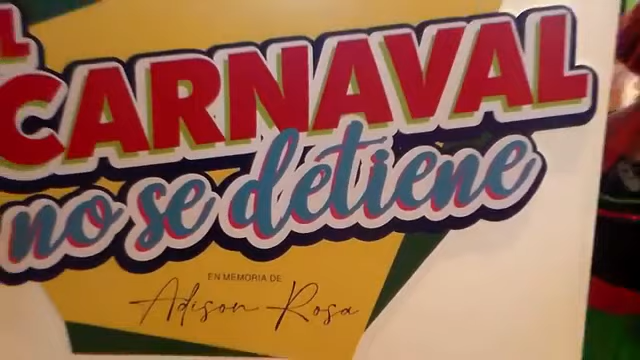 L
CARNAVAL
no se detiene
EN MEMORIA DE
Adison Rosa